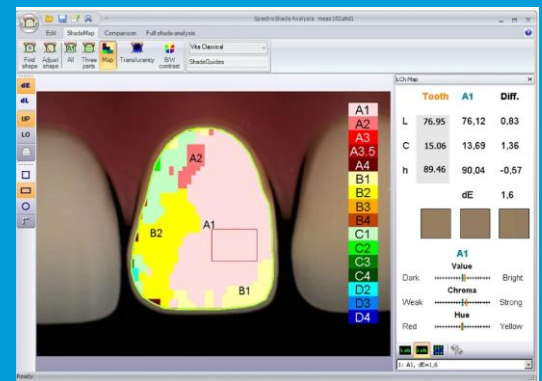 SpectroShade Analysis meas102.shd1
Edit ShadeMap Comparison Full shade analysis
Find shape Adjust shape All Three parts Map Translucency B/W contrast
Vita Classical
ShadeGuides
dE
dL
UP
LO
A1
A2
A3
A3.5
A4
B1
B2
B3
B4
C1
C2
C3
C4
D2
D3
D4
A2
B2
A1
B1
LCh Map
Tooth A1 Diff.
L 76.95 76,12 0,83
C 15.06 13,69 1,36
h 89.46 90,04 -0,57
dE 1,6
A1
Value
Dark Bright
Chroma
Weak Strong
Hue
Red Yellow
1: A1, dE=1,6
Ready